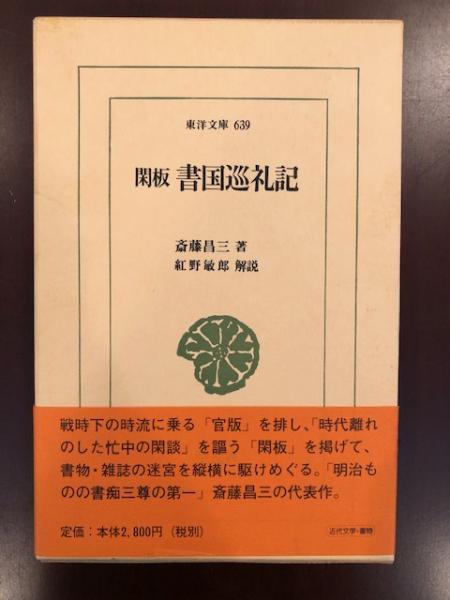 東洋文庫 639
閑板 書国巡礼記
斎藤昌三 著
紅野敏郎 解説
戦時下の時流に乗る「官版」を排し、「時代離れ
のした忙中の閑談」を謳う「閑板」を掲げて、
書物・雑誌の迷宮を縦横に駆けめぐる。「明治も
のの書痴三尊の第一」斎藤昌三の代表作。
定価：本体2,800円（税別）
近代文学・書物